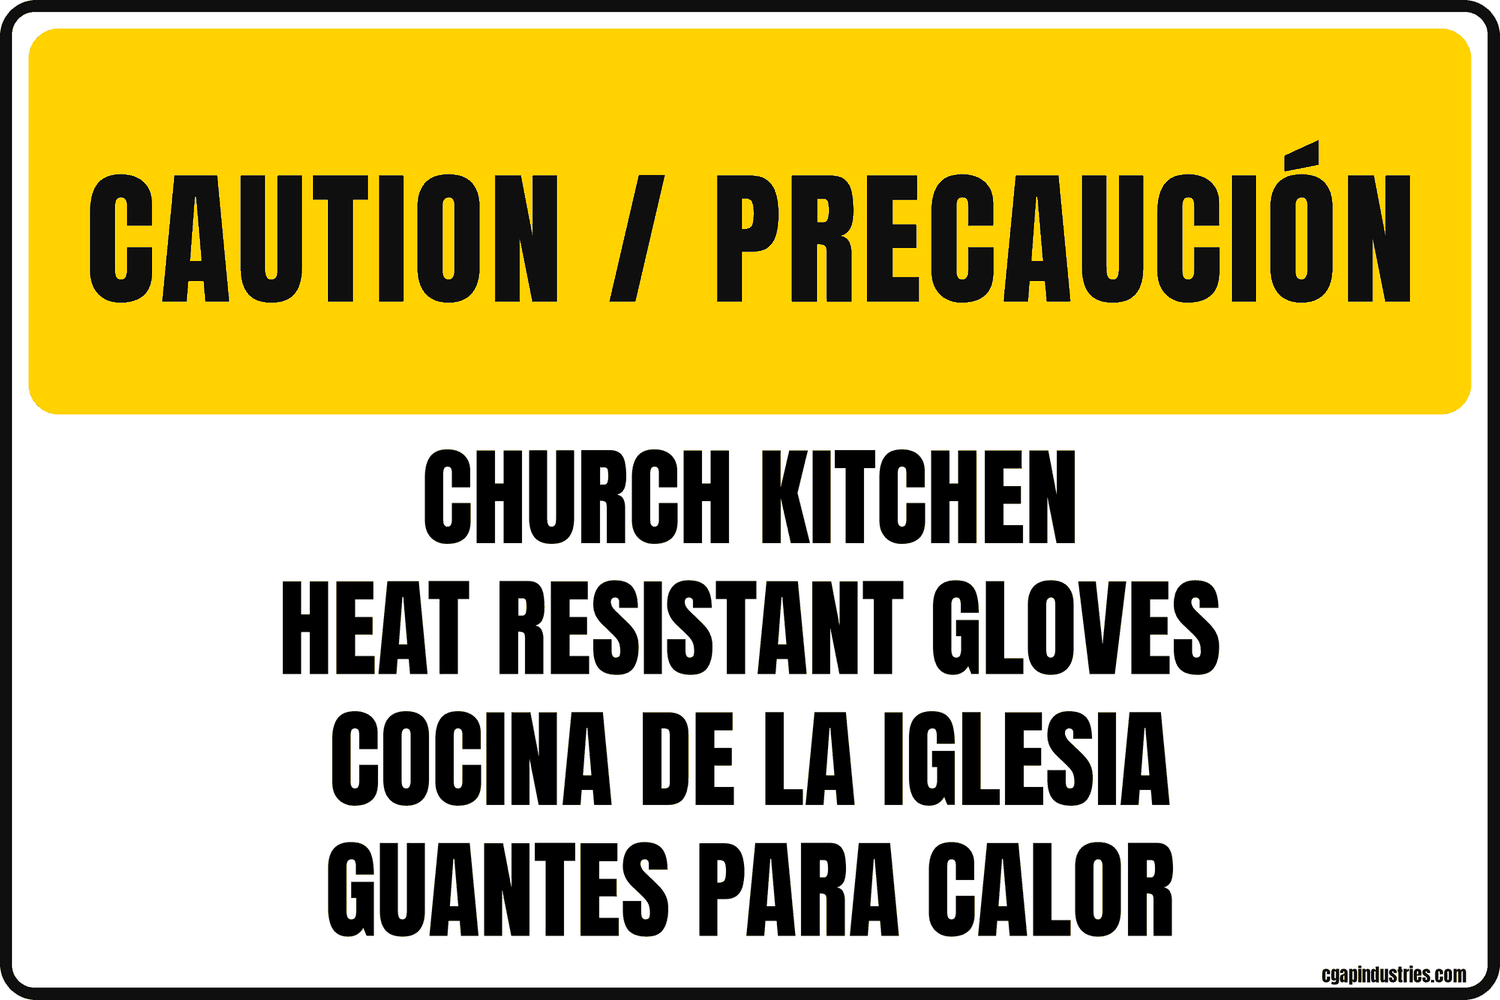 CAUTION / PRECAUCIÓN
CHURCH KITCHEN
HEAT RESISTANT GLOVES
COCINA DE LA IGLESIA
GUANTES PARA CALOR
cgapindustries.com